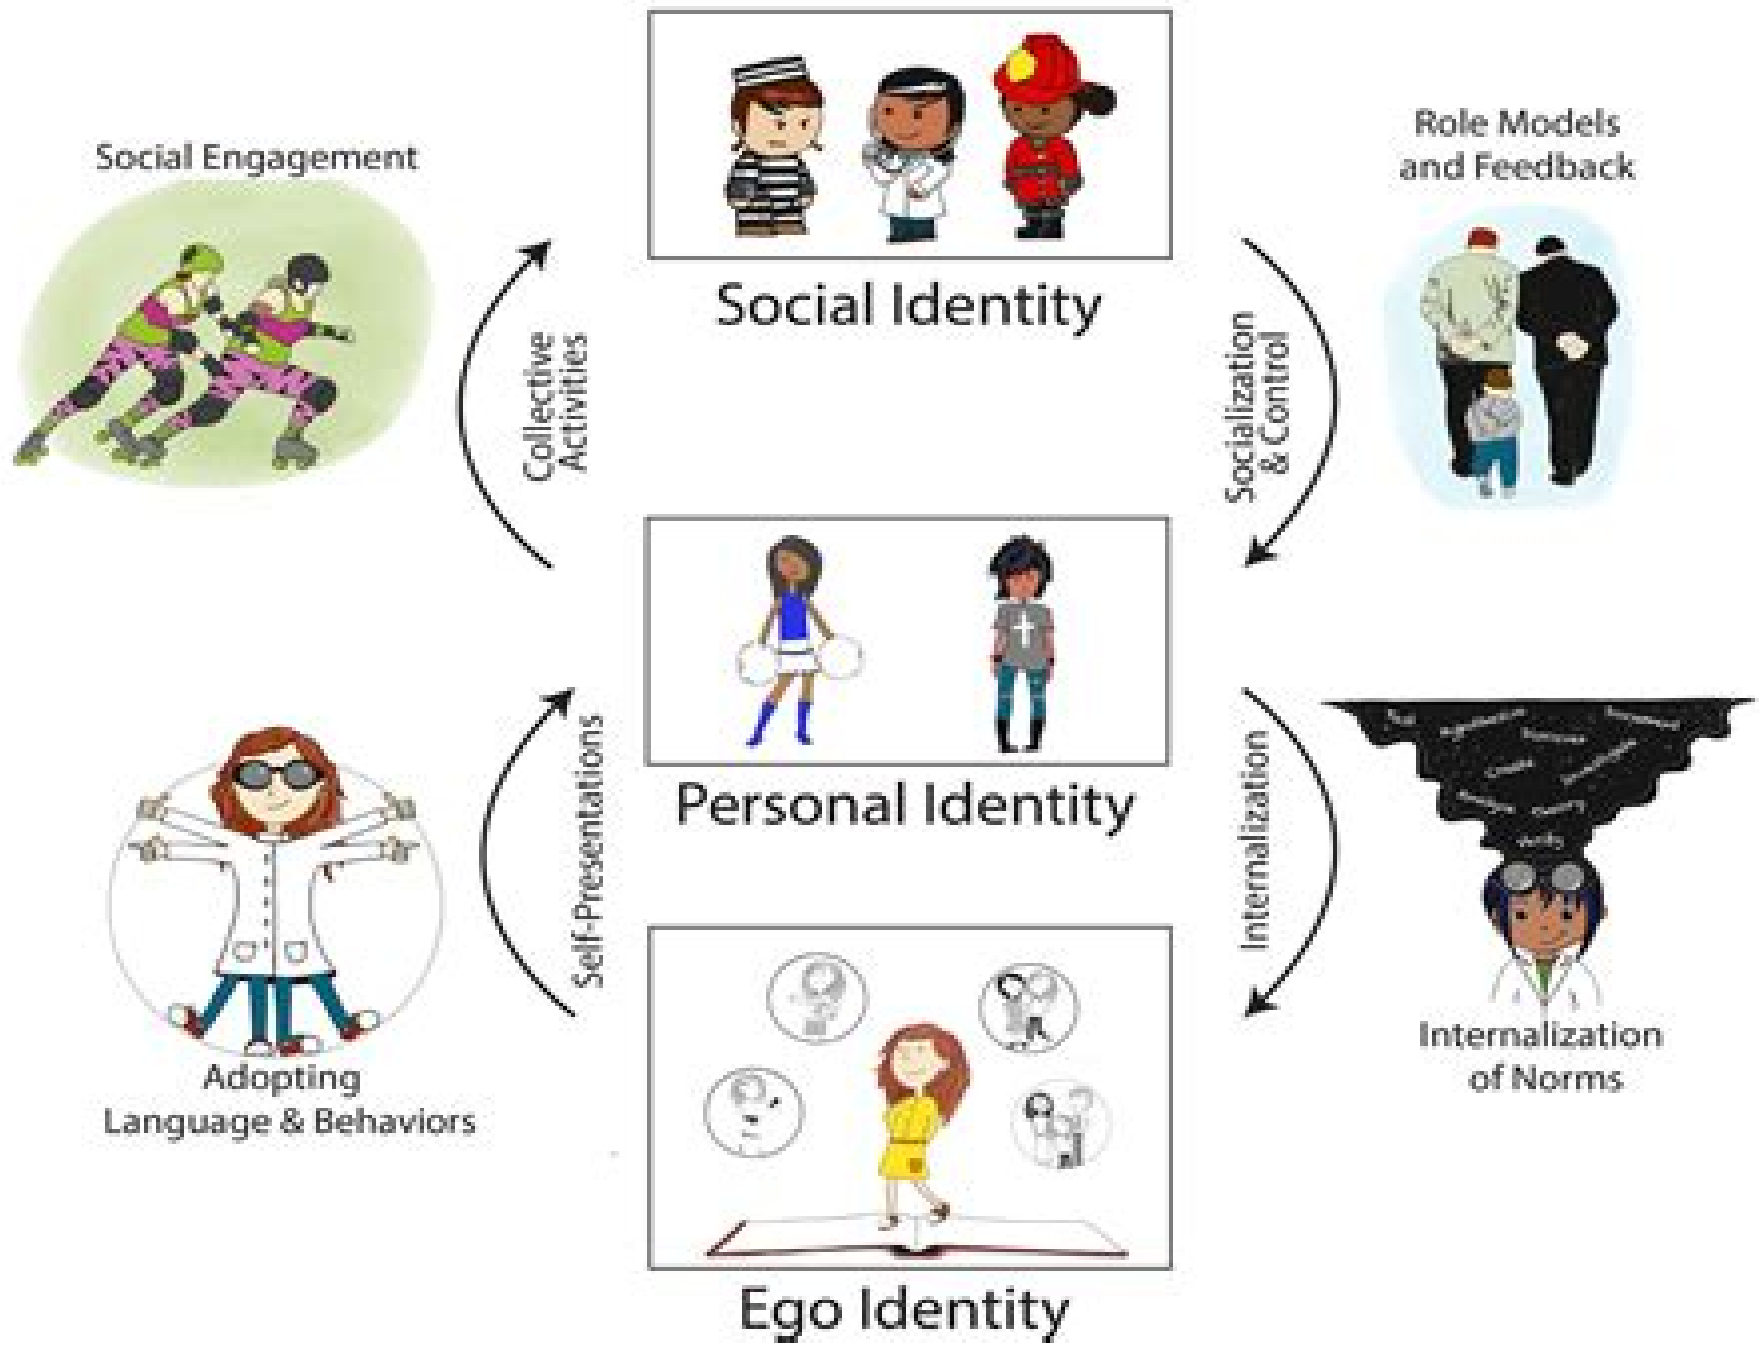 Social Engagement
Role Models
and Feedback
Social Identity
Collective
Activities
Socialization
& Control
Personal Identity
Self-Presentations
Internalization
Verify
Adopting
Language & Behaviors
Internalization
of Norms
Ego Identity